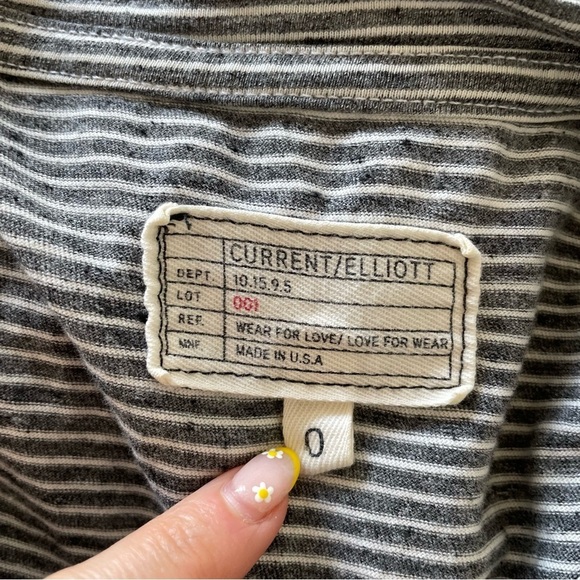 CURRENT/ELLIOTT
DEPT. 10.15.9.5
LOT 001
REF. WEAR FOR LOVE/ LOVE FOR WEAR
MNF. MADE IN U.S.A
0